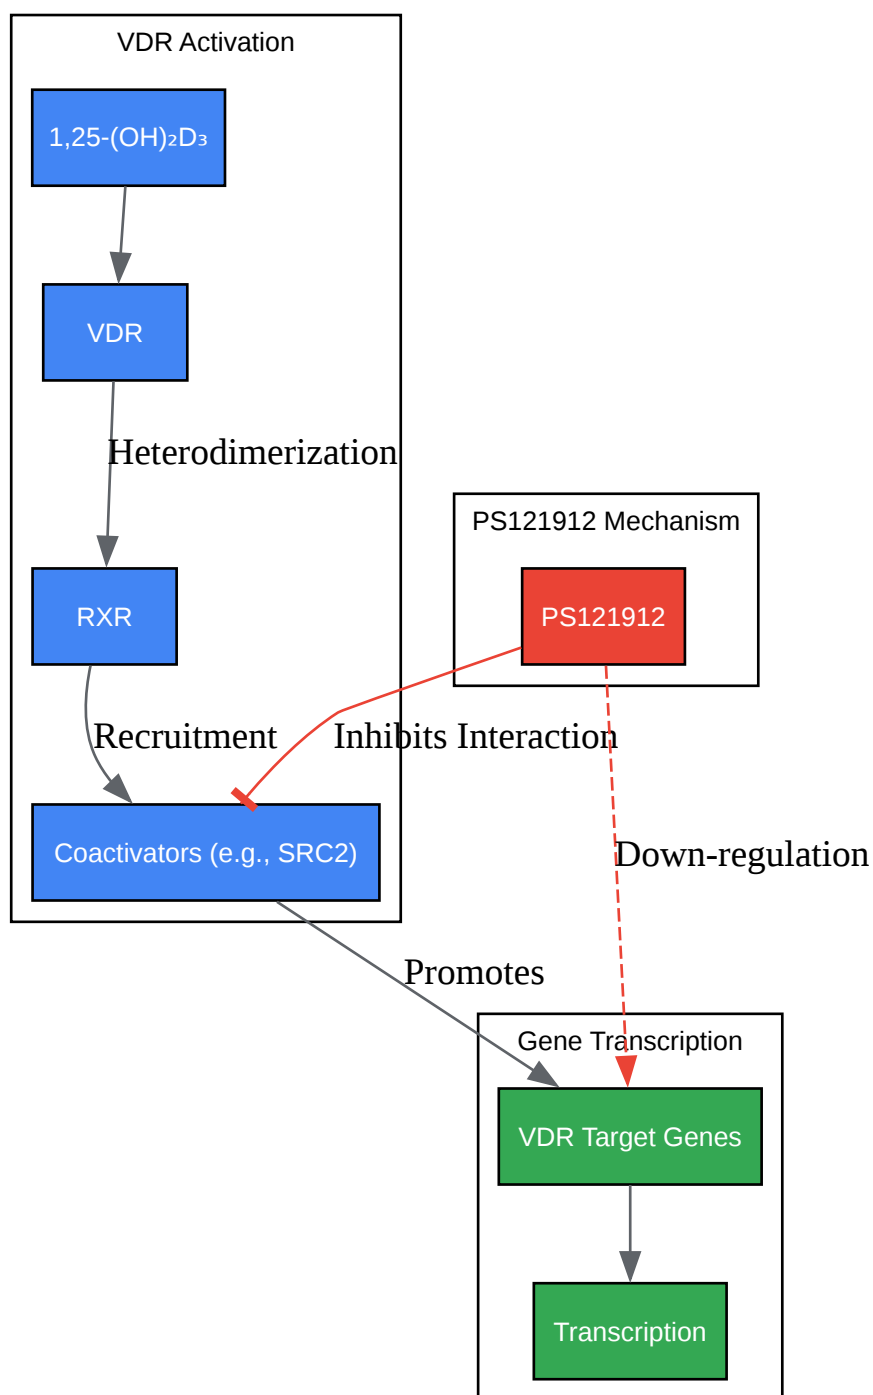 VDR Activation
1,25-(OH)₂D₃
VDR
Heterodimerization
PS121912 Mechanism
RXR
PS121912
Recruitment
Inhibits Interaction
Coactivators (e.g., SRC2)
Down-regulation
Promotes
Gene Transcription
VDR Target Genes
Transcription